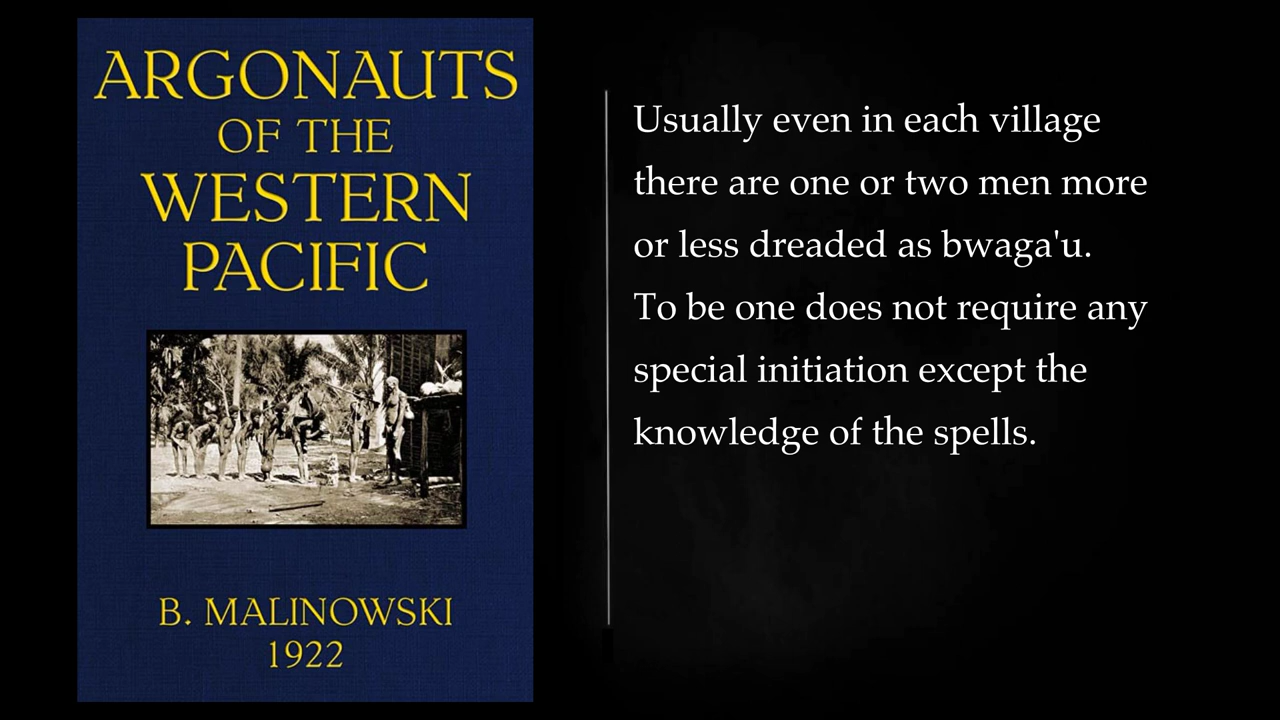 ARGONAUTS
OF THE
WESTERN
PACIFIC
B. MALINOWSKI
1922
Usually even in each village
there are one or two men more
or less dreaded as bwaga'u.
To be one does not require any
special initiation except the
knowledge of the spells.